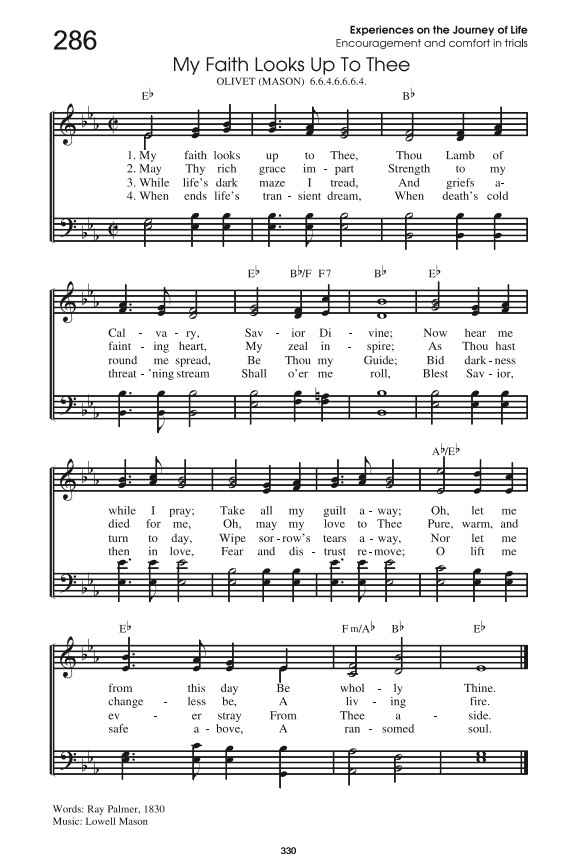 286
Experiences on the Journey of Life
Encouragement and comfort in trials
My Faith Looks Up To Thee
OLIVET (MASON) 6.6.4.6.6.6.4.
E♭ B♭
1. My faith looks up to Thee, Thou Lamb of
2. May Thy rich grace im - part Strength to my
3. While life's dark maze I tread, And griefs a-
4. When ends life's tran - sient dream, When death's cold
E♭ B♭/F F7 B♭ E♭
Cal - va - ry, Sav - ior Di - vine; Now hear me
faint - ing heart, My zeal in - spire; As Thou hast
round me spread, Be Thou my Guide; Bid dark - ness
threat - 'ning stream Shall o'er me roll, Blest Sav - ior,
A♭/E♭
while I pray; Take all my guilt a - way; Oh, let me
died for me, Oh, may my love to Thee Pure, warm, and
turn to day, Wipe sor - row's tears a - way, Nor let me
then in love, Fear and dis - trust re - move; O lift me
E♭ Fm/A♭ B♭ E♭
from this day Be whol - ly Thine.
change - less be, A liv - ing fire.
ev - er stray From Thee a - side.
safe a - bove, A ran - somed soul.
Words: Ray Palmer, 1830
Music: Lowell Mason
330